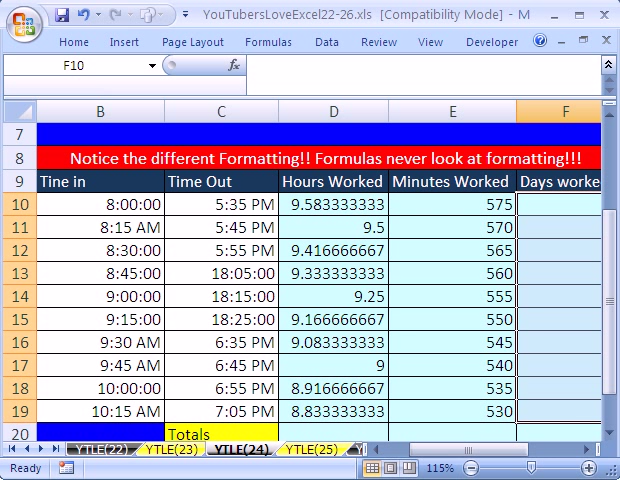 YouTubersLoveExcel22-26.xls [Compatibility Mode] - M
Home Insert Page Layout Formulas Data Review View Developer
F10 fx
B C D E F
7
8 Notice the different Formatting!! Formulas never look at formatting!!!
9 Tine in Time Out Hours Worked Minutes Worked Days worke
10 8:00:00 5:35 PM 9.583333333 575
11 8:15 AM 5:45 PM 9.5 570
12 8:30:00 5:55 PM 9.416666667 565
13 8:45:00 18:05:00 9.333333333 560
14 9:00:00 18:15:00 9.25 555
15 9:15:00 18:25:00 9.166666667 550
16 9:30 AM 6:35 PM 9.083333333 545
17 9:45 AM 6:45 PM 9 540
18 10:00:00 6:55 PM 8.916666667 535
19 10:15 AM 7:05 PM 8.833333333 530
20 Totals
YTLE(22) YTLE(23) YTLE(24) YTLE(25)
Ready 115%